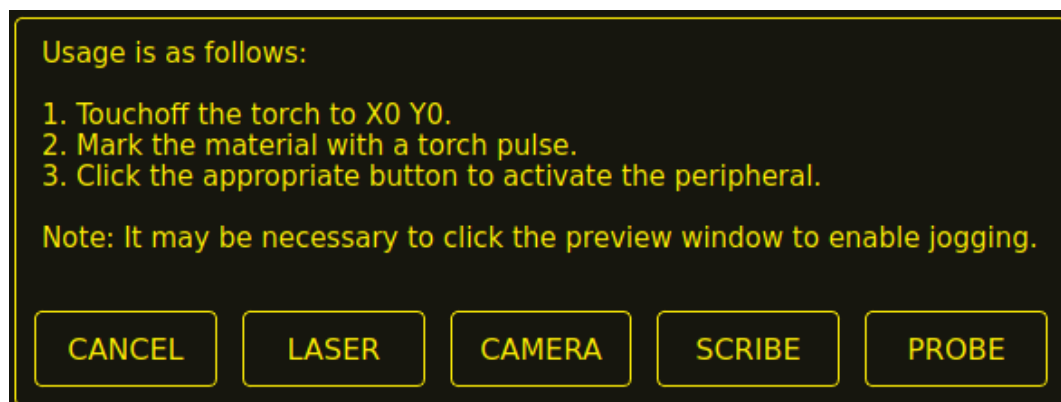 Usage is as follows:
1. Touchoff the torch to X0 Y0.
2. Mark the material with a torch pulse.
3. Click the appropriate button to activate the peripheral.
Note: It may be necessary to click the preview window to enable jogging.
CANCEL
LASER
CAMERA
SCRIBE
PROBE